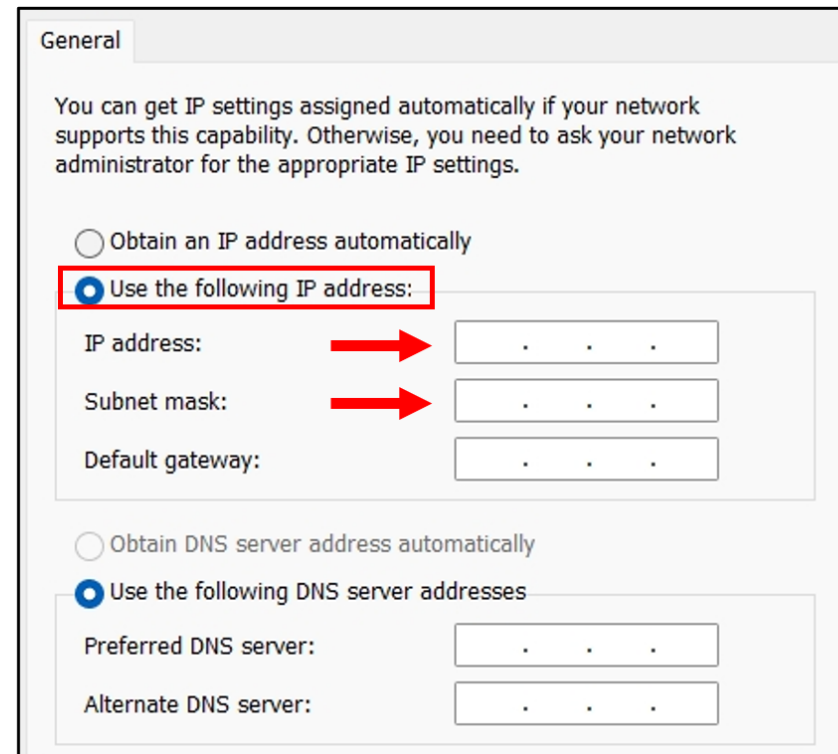 General
You can get IP settings assigned automatically if your network
supports this capability. Otherwise, you need to ask your network
administrator for the appropriate IP settings.
Obtain an IP address automatically
Use the following IP address:
IP address: . . .
Subnet mask: . . .
Default gateway: . . .
Obtain DNS server address automatically
Use the following DNS server addresses
Preferred DNS server: . . .
Alternate DNS server: . . .